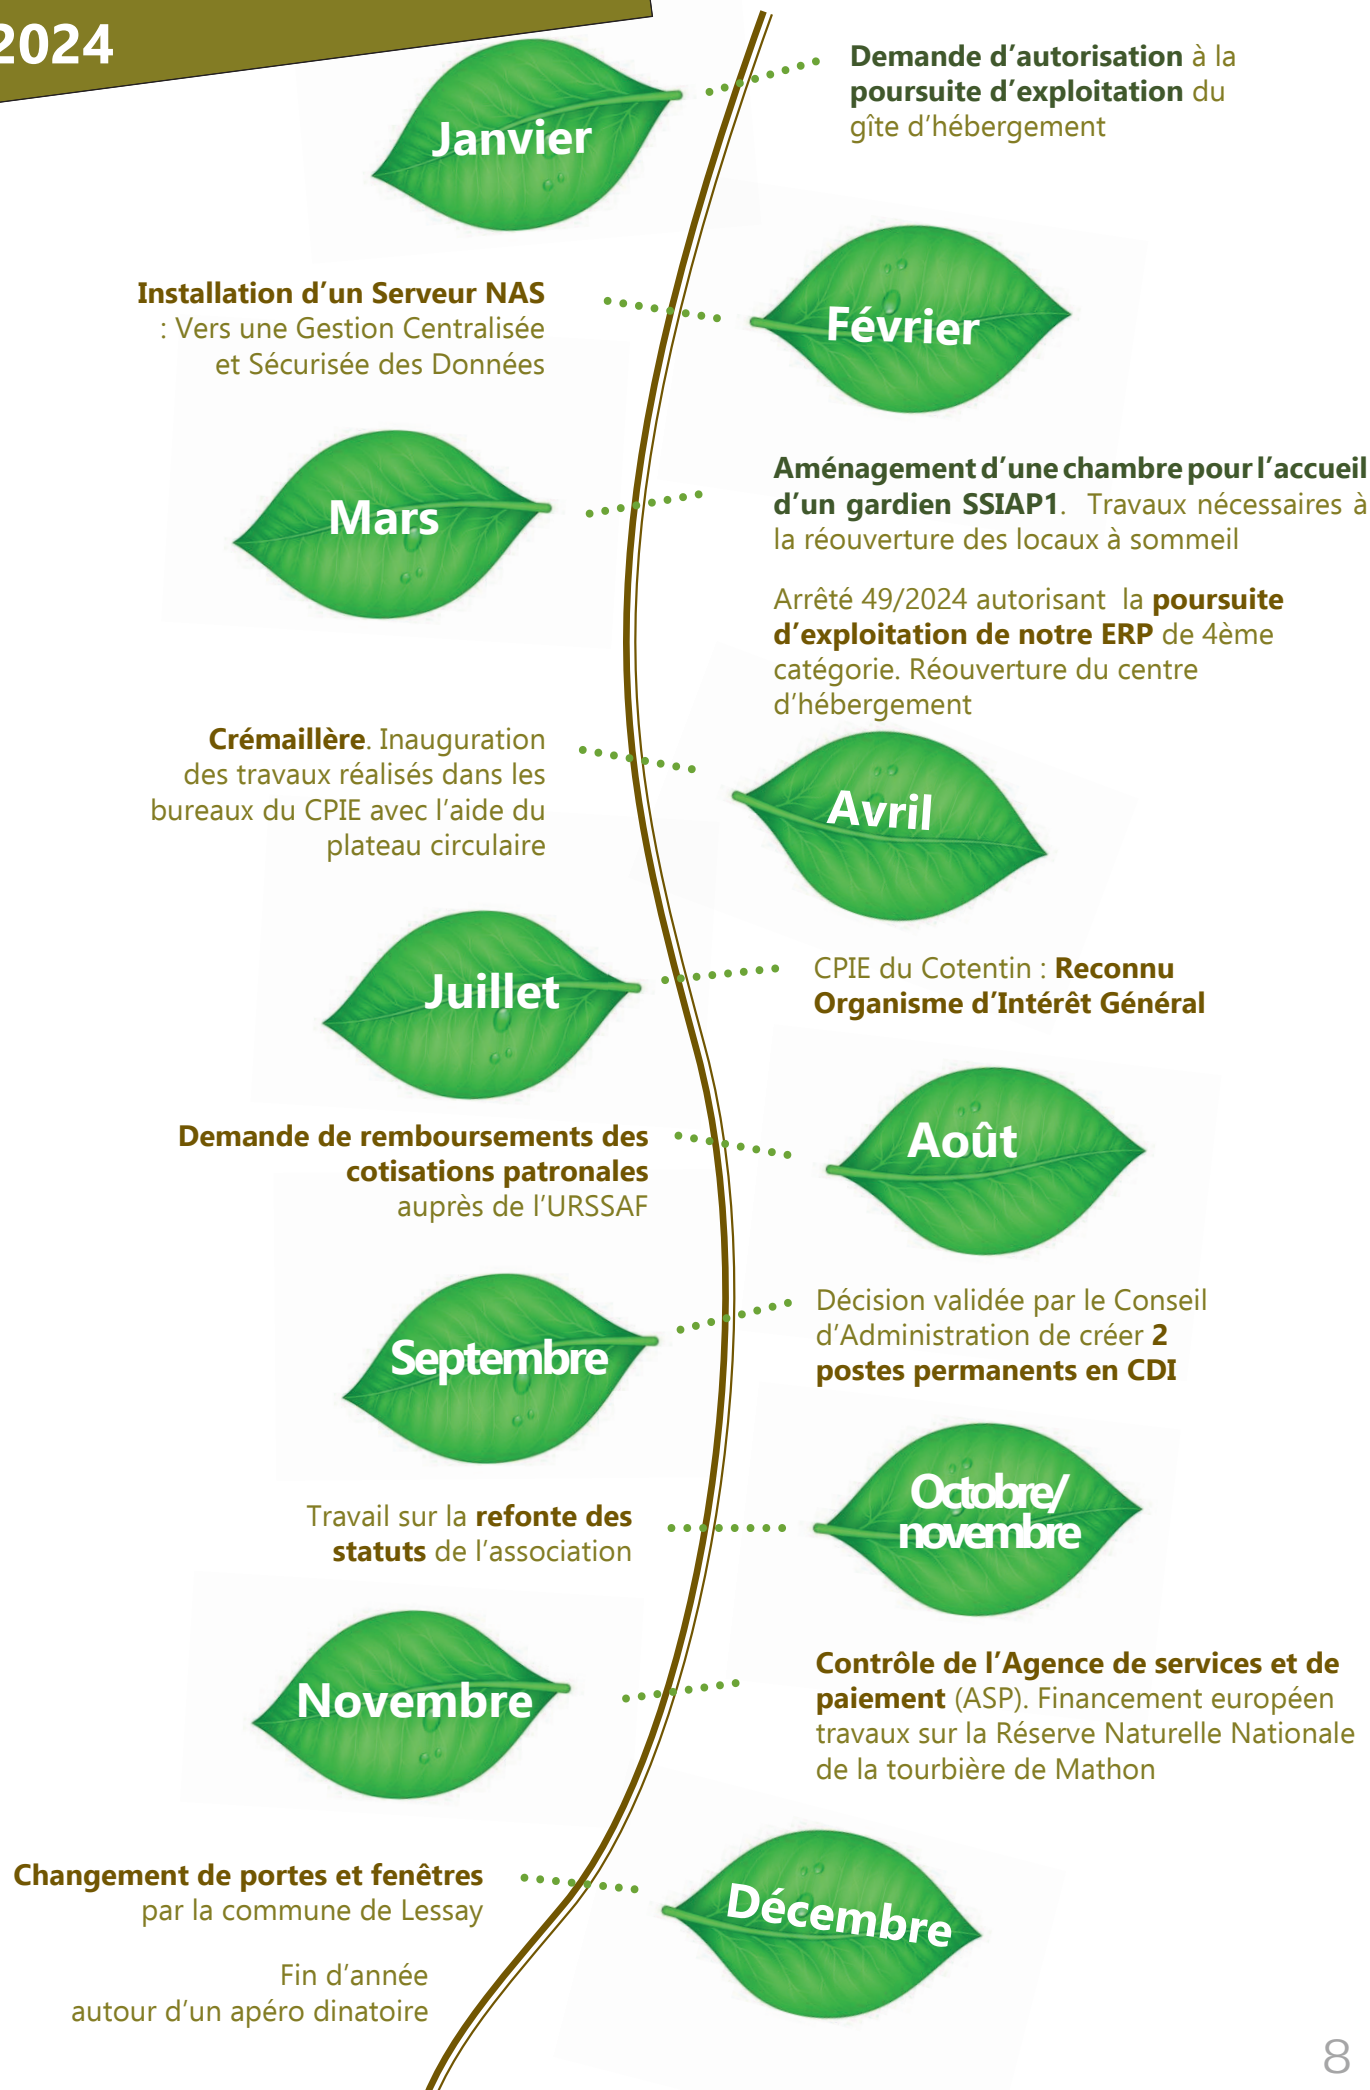 2024
Janvier
Demande d’autorisation à la
poursuite d’exploitation du
gîte d’hébergement
Installation d’un Serveur NAS
: Vers une Gestion Centralisée
et Sécurisée des Données
Février
Mars
Aménagement d’une chambre pour l’accueil
d’un gardien SSIAP1. Travaux nécessaires à
la réouverture des locaux à sommeil
Arrêté 49/2024 autorisant la poursuite
d’exploitation de notre ERP de 4ème
catégorie. Réouverture du centre
d’hébergement
Crémaillère. Inauguration
des travaux réalisés dans les
bureaux du CPIE avec l’aide du
plateau circulaire
Avril
Juillet
CPIE du Cotentin : Reconnu
Organisme d’Intérêt Général
Demande de remboursements des
cotisations patronales
auprès de l’URSSAF
Août
Septembre
Décision validée par le Conseil
d’Administration de créer 2
postes permanents en CDI
Travail sur la refonte des
statuts de l’association
Octobre/
novembre
Novembre
Contrôle de l’Agence de services et de
paiement (ASP). Financement européen
travaux sur la Réserve Naturelle Nationale
de la tourbière de Mathon
Changement de portes et fenêtres
par la commune de Lessay
Décembre
Fin d’année
autour d’un apéro dinatoire
8